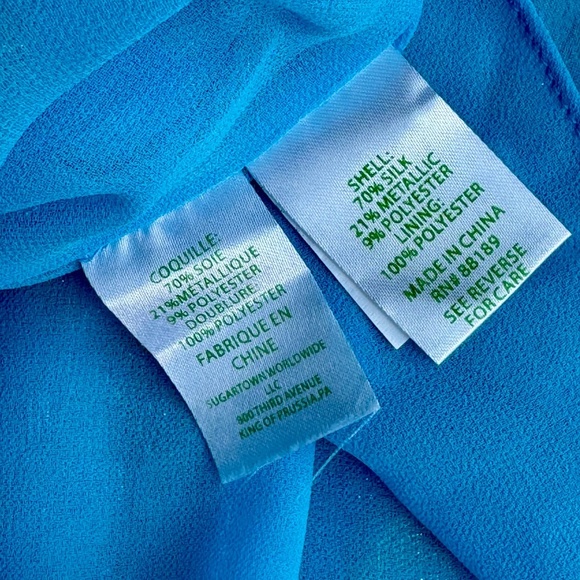 COQUILLE:
70% SOIE
21% METALLIQUE
9% POLYESTER
DOUBLURE:
100% POLYESTER
FABRIQUE EN
CHINE
SUGARTOWN WORLDWIDE
LLC
800 THIRD AVENUE
KING OF PRUSSIA, PA
SHELL:
70% SILK
21% METALLIC
9% POLYESTER
LINING:
100% POLYESTER
MADE IN CHINA
RN# 88189
SEE REVERSE
FOR CARE